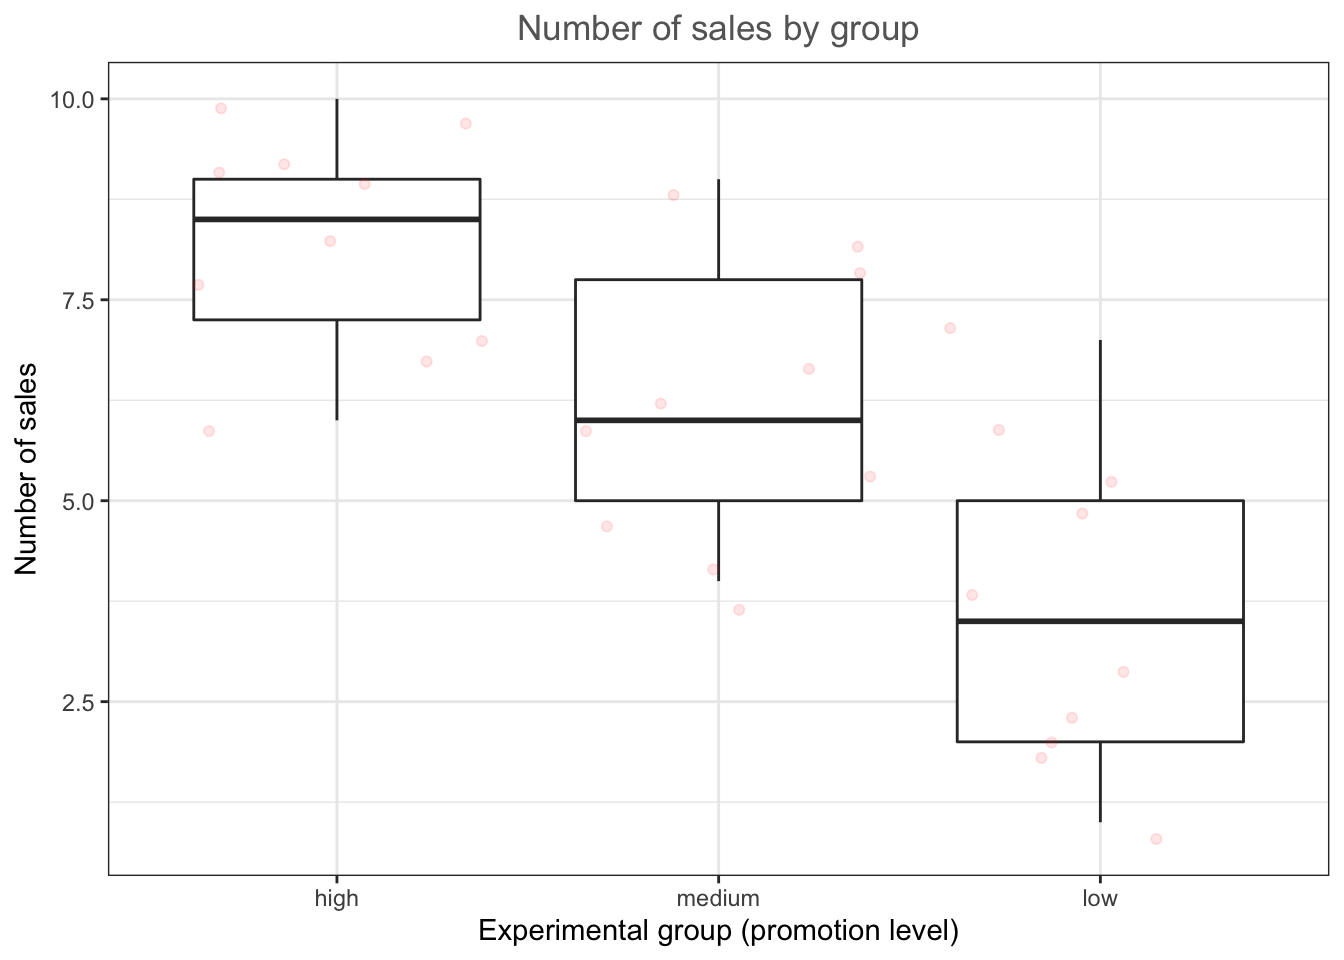 Number of sales by group
Number of sales
10.0
7.5
5.0
2.5
high
medium
low
Experimental group (promotion level)